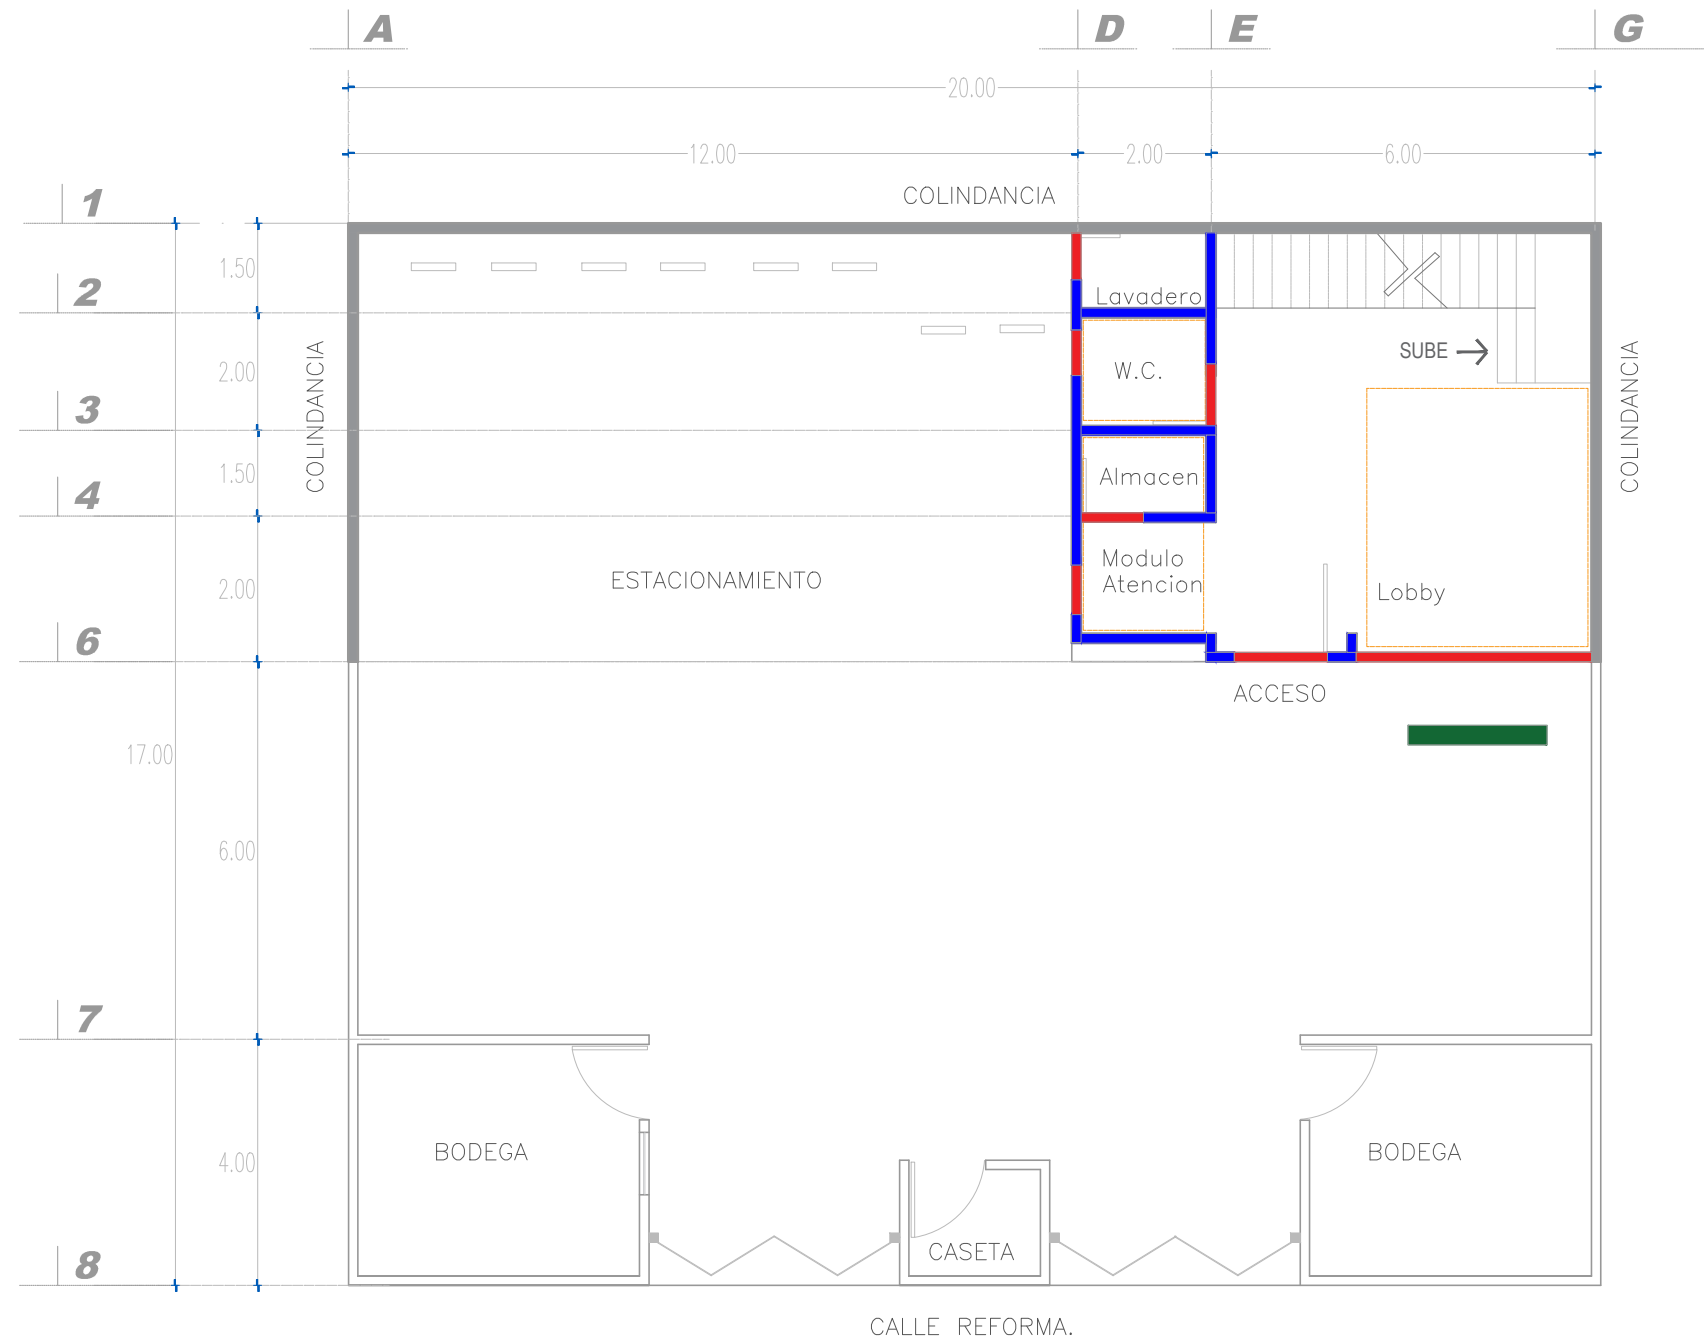 A D E G
20.00
12.00 2.00 6.00
COLINDANCIA
1
1.50
2
Lavadero
COLINDANCIA
COLINDANCIA
SUBE
2.00
W.C.
3
1.50
Almacen
4
Modulo
Atencion
ESTACIONAMIENTO
2.00
Lobby
6
ACCESO
17.00
6.00
7
BODEGA
BODEGA
4.00
CASETA
8
CALLE REFORMA.